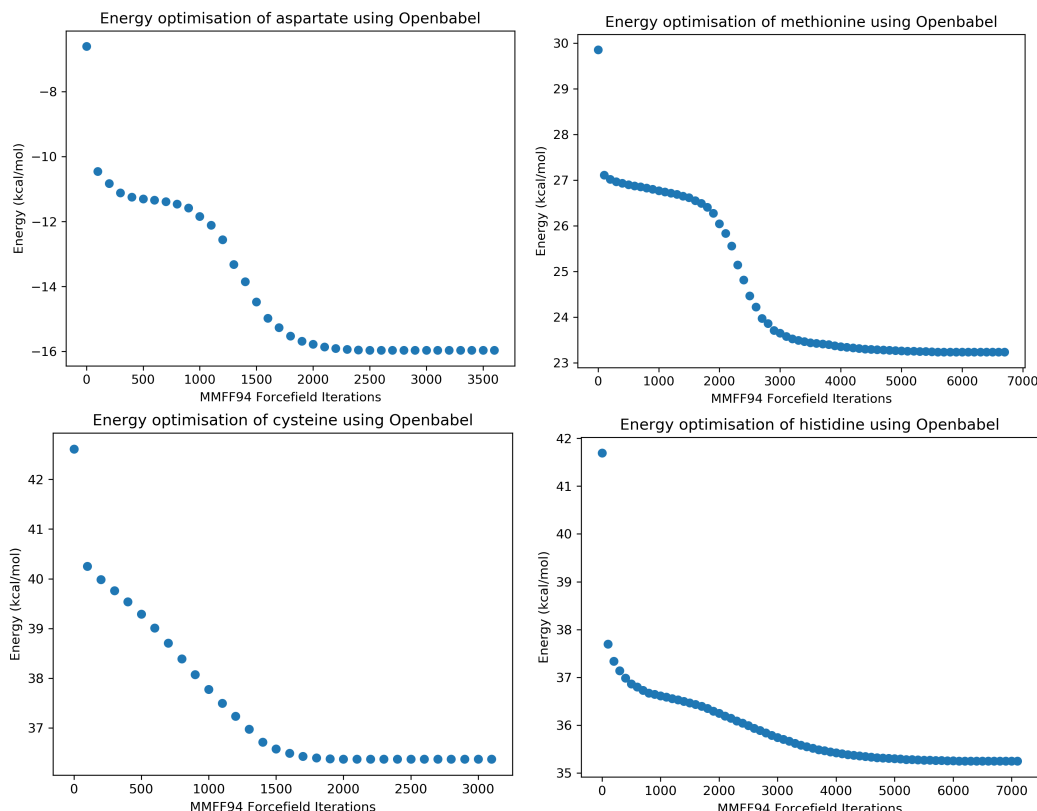 Energy optimisation of aspartate using Openbabel
Energy (kcal/mol)
−8
−10
−12
−14
−16
0 500 1000 1500 2000 2500 3000 3500
MMFF94 Forcefield Iterations
Energy optimisation of methionine using Openbabel
Energy (kcal/mol)
30
29
28
27
26
25
24
23
0 1000 2000 3000 4000 5000 6000 7000
MMFF94 Forcefield Iterations
Energy optimisation of cysteine using Openbabel
Energy (kcal/mol)
42
41
40
39
38
37
0 500 1000 1500 2000 2500 3000
MMFF94 Forcefield Iterations
Energy optimisation of histidine using Openbabel
Energy (kcal/mol)
42
41
40
39
38
37
36
35
0 1000 2000 3000 4000 5000 6000 7000
MMFF94 Forcefield Iterations